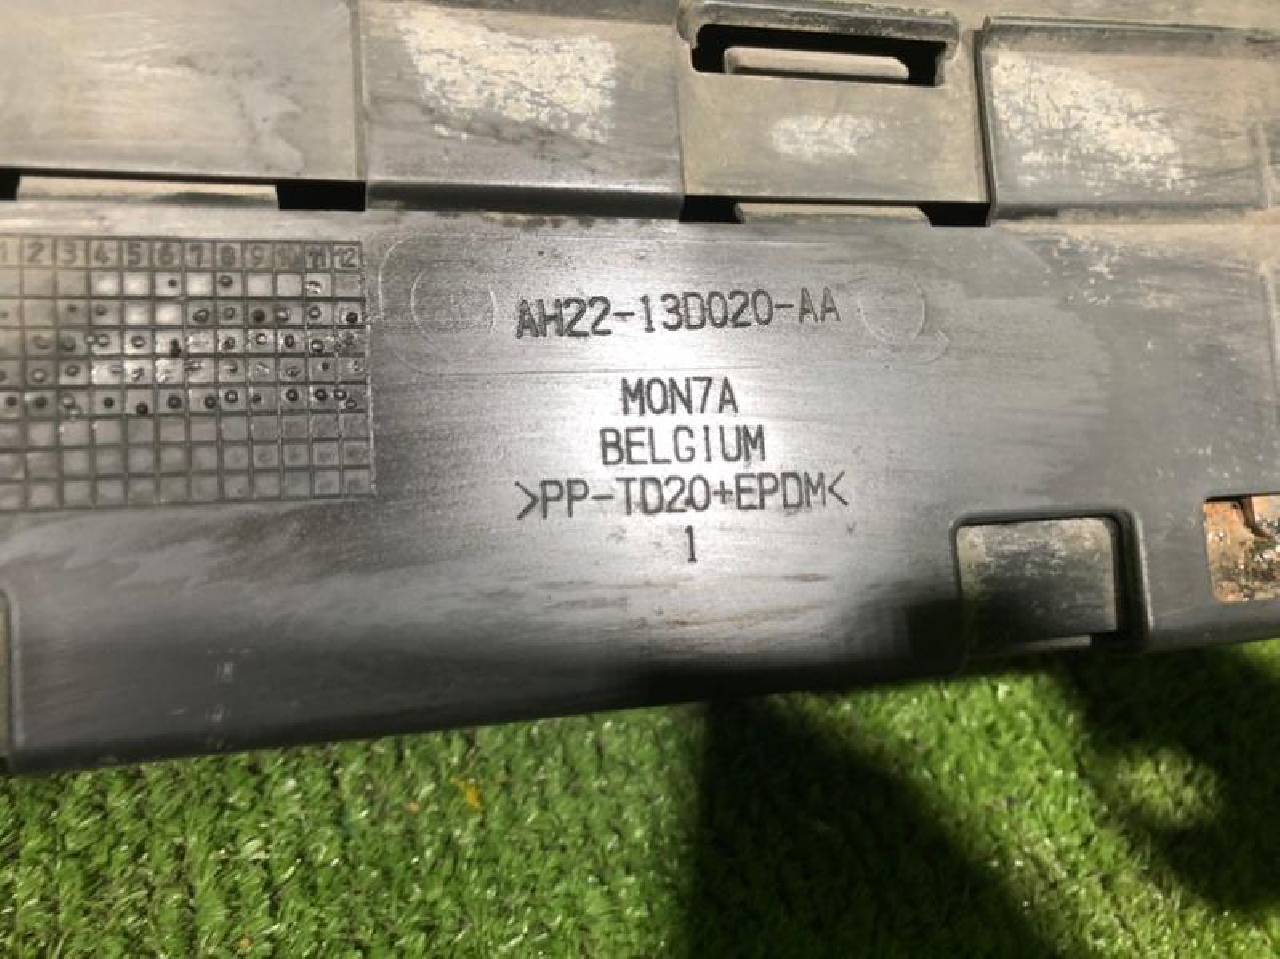 1 2 3 4 5 6 7 8 9 10 11 12
AH22-13D020-AA
MON7A
BELGIUM
>PP-TD20+EPDM<
1